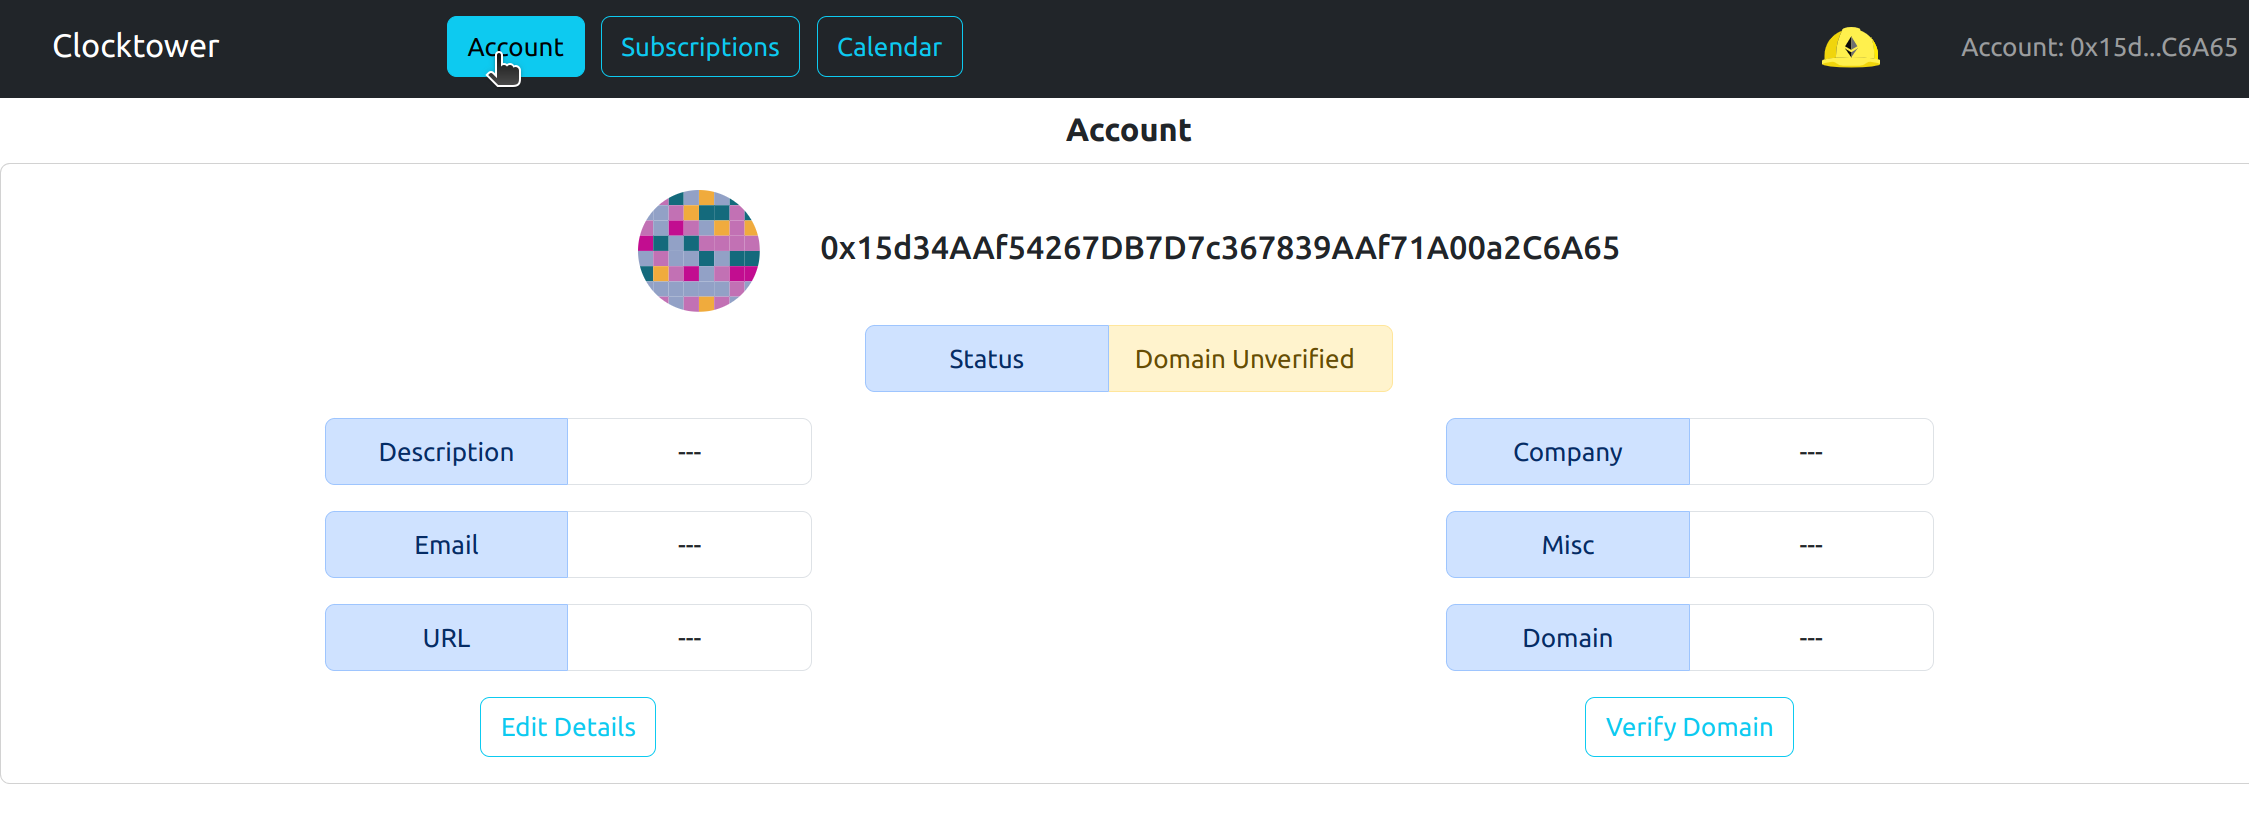 Clocktower
Account
Subscriptions
Calendar
Account: 0x15d...C6A65
Account
0x15d34AAf54267DB7D7c367839AAf71A00a2C6A65
Status
Domain Unverified
Description
---
Company
---
Email
---
Misc
---
URL
---
Domain
---
Edit Details
Verify Domain